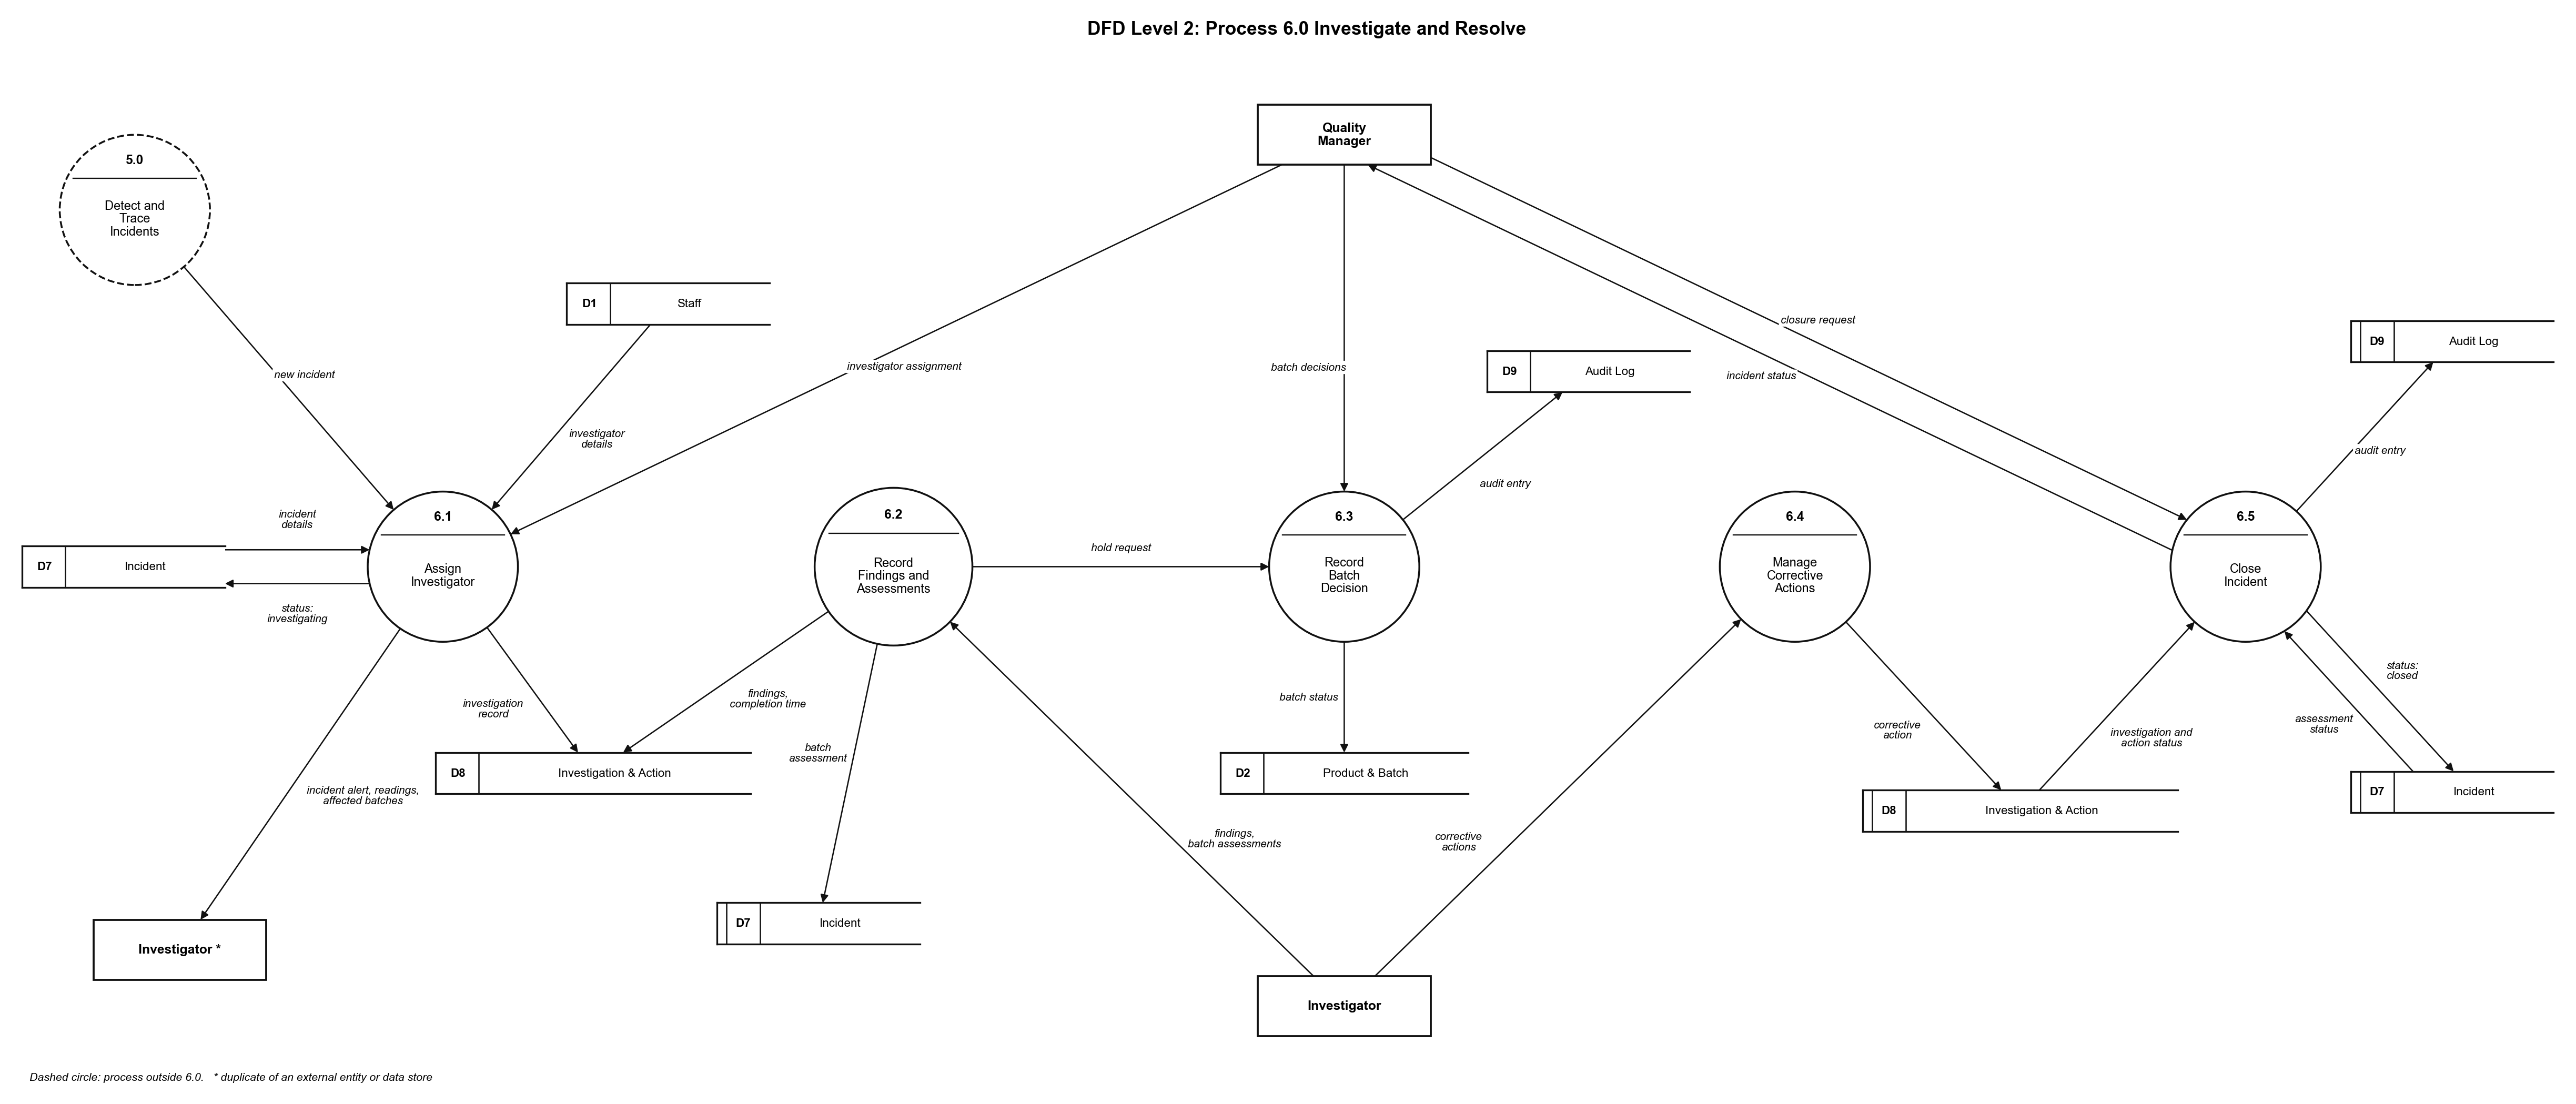 DFD Level 2: Process 6.0 Investigate and Resolve
Quality
Manager
5.0
Detect and
Trace
Incidents
D1
Staff
closure request
D9
Audit Log
new incident
investigator assignment
batch decisions
D9
Audit Log
incident status
investigator
details
audit entry
audit entry
incident
details
6.1
Assign
Investigator
6.2
Record
Findings and
Assessments
hold request
6.3
Record
Batch
Decision
6.4
Manage
Corrective
Actions
6.5
Close
Incident
D7
Incident
status:
investigating
investigation
record
findings,
completion time
batch status
status:
closed
batch
assessment
corrective
action
investigation and
action status
assessment
status
D8
Investigation & Action
D2
Product & Batch
D7
Incident
incident alert, readings,
affected batches
D8
Investigation & Action
findings,
batch assessments
corrective
actions
D7
Incident
Investigator *
Investigator
Dashed circle: process outside 6.0.   * duplicate of an external entity or data store